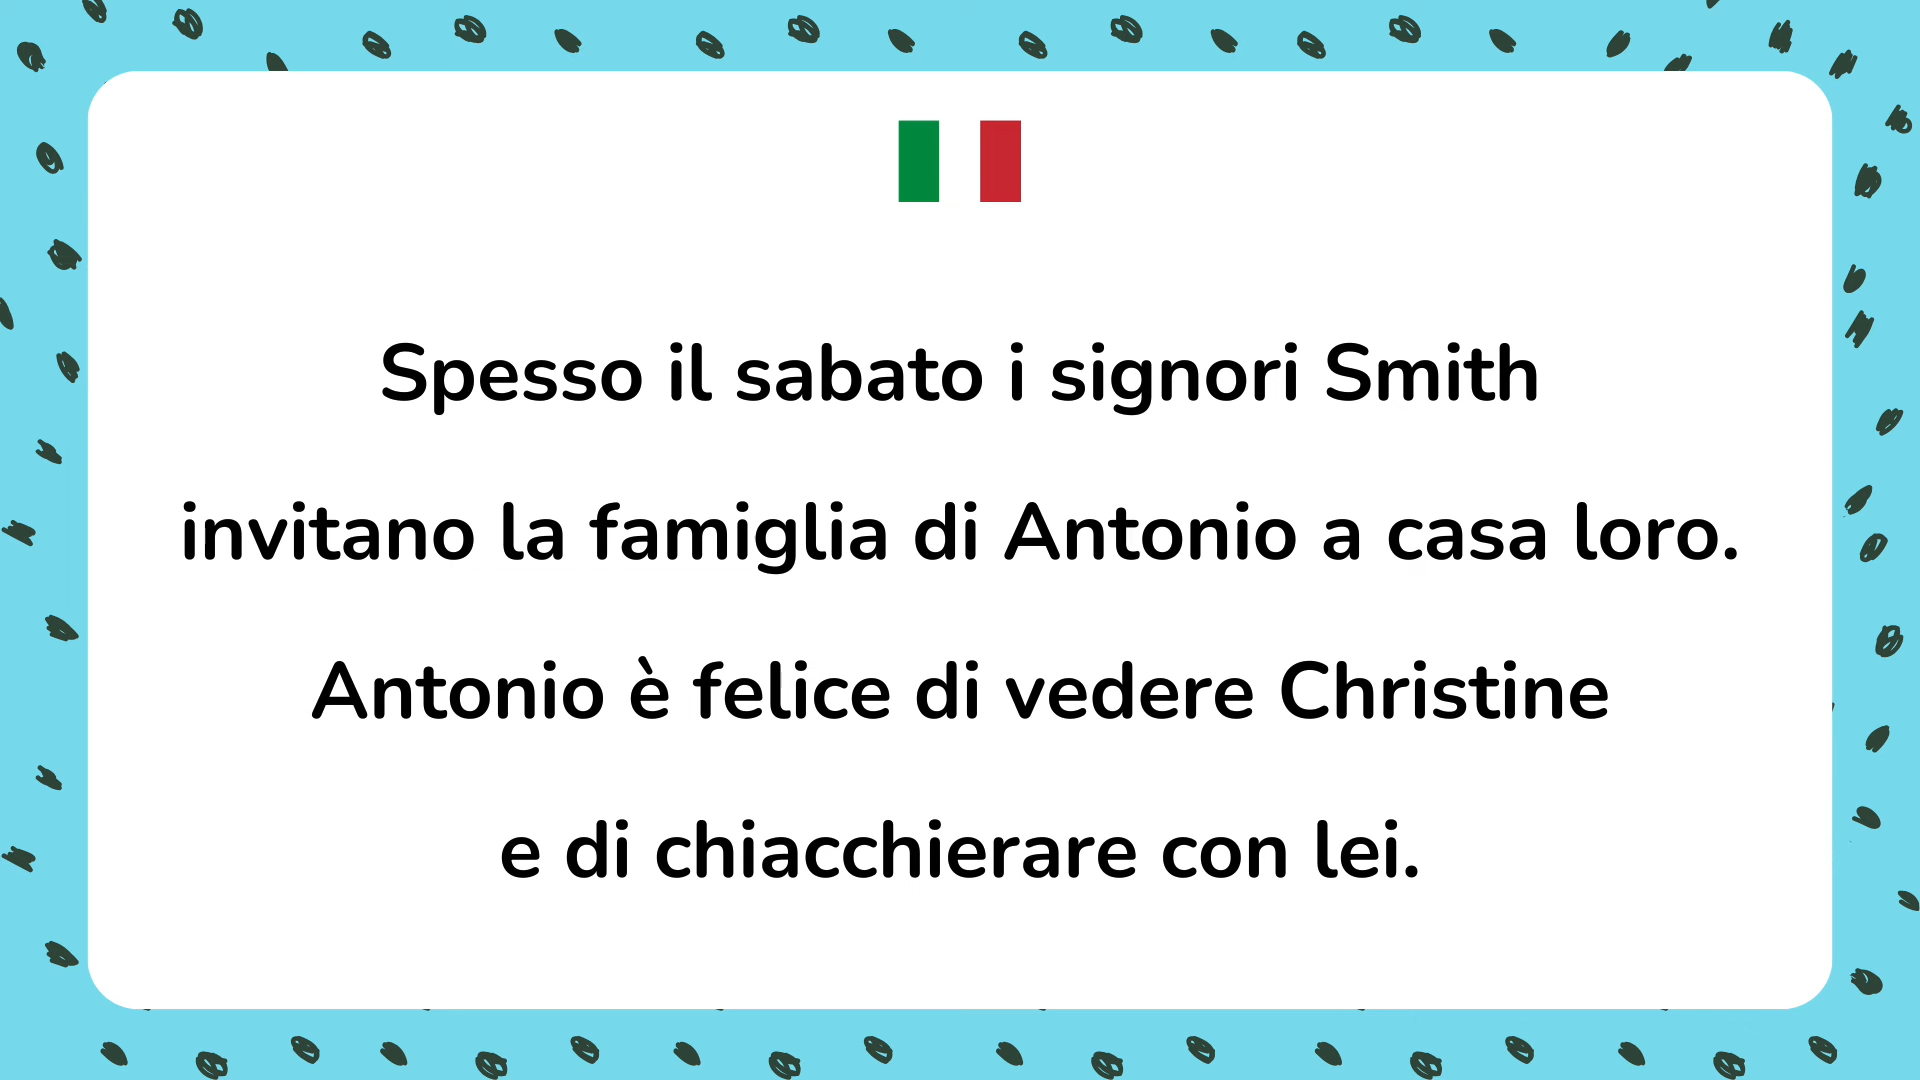 Spesso il sabato i signori Smith
invitano la famiglia di Antonio a casa loro.
Antonio è felice di vedere Christine
e di chiacchierare con lei.